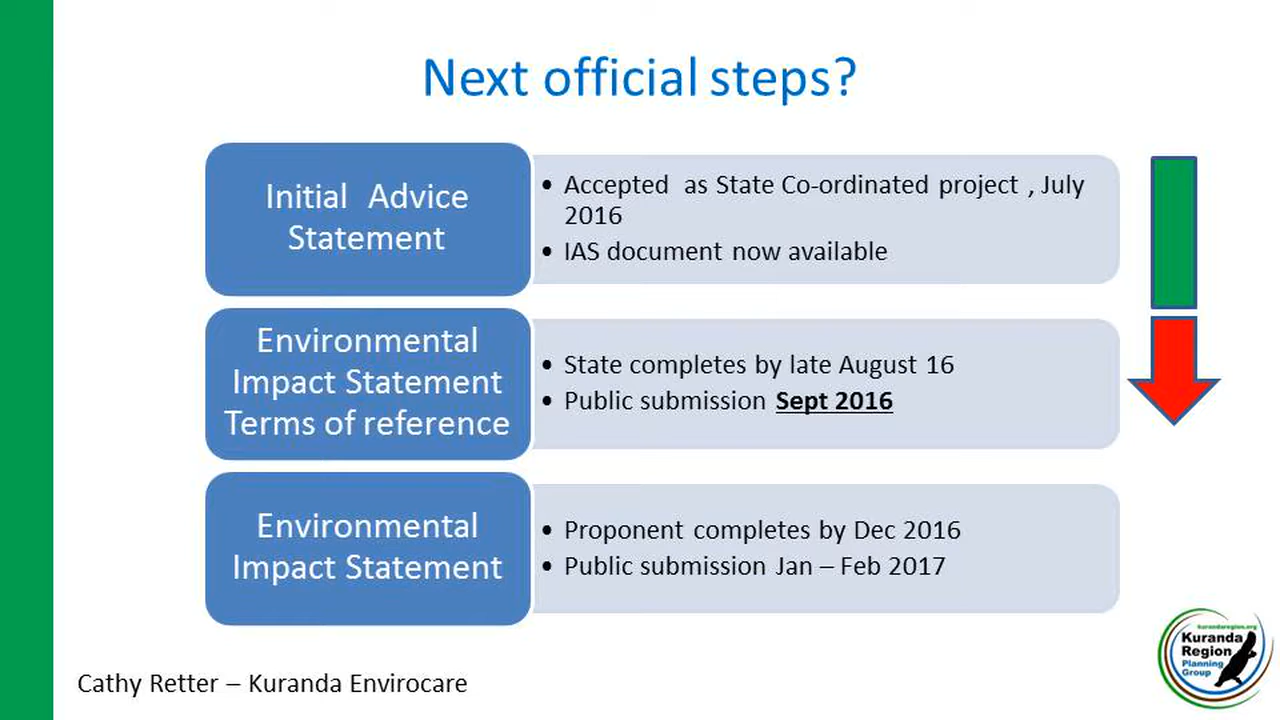 Next official steps?
Initial Advice
Statement
• Accepted as State Co-ordinated project , July
2016
• IAS document now available
Environmental
Impact Statement
Terms of reference
• State completes by late August 16
• Public submission Sept 2016
Environmental
Impact Statement
• Proponent completes by Dec 2016
• Public submission Jan – Feb 2017
kurandaregion.org
Kuranda
Region
Planning
Group
Cathy Retter – Kuranda Envirocare